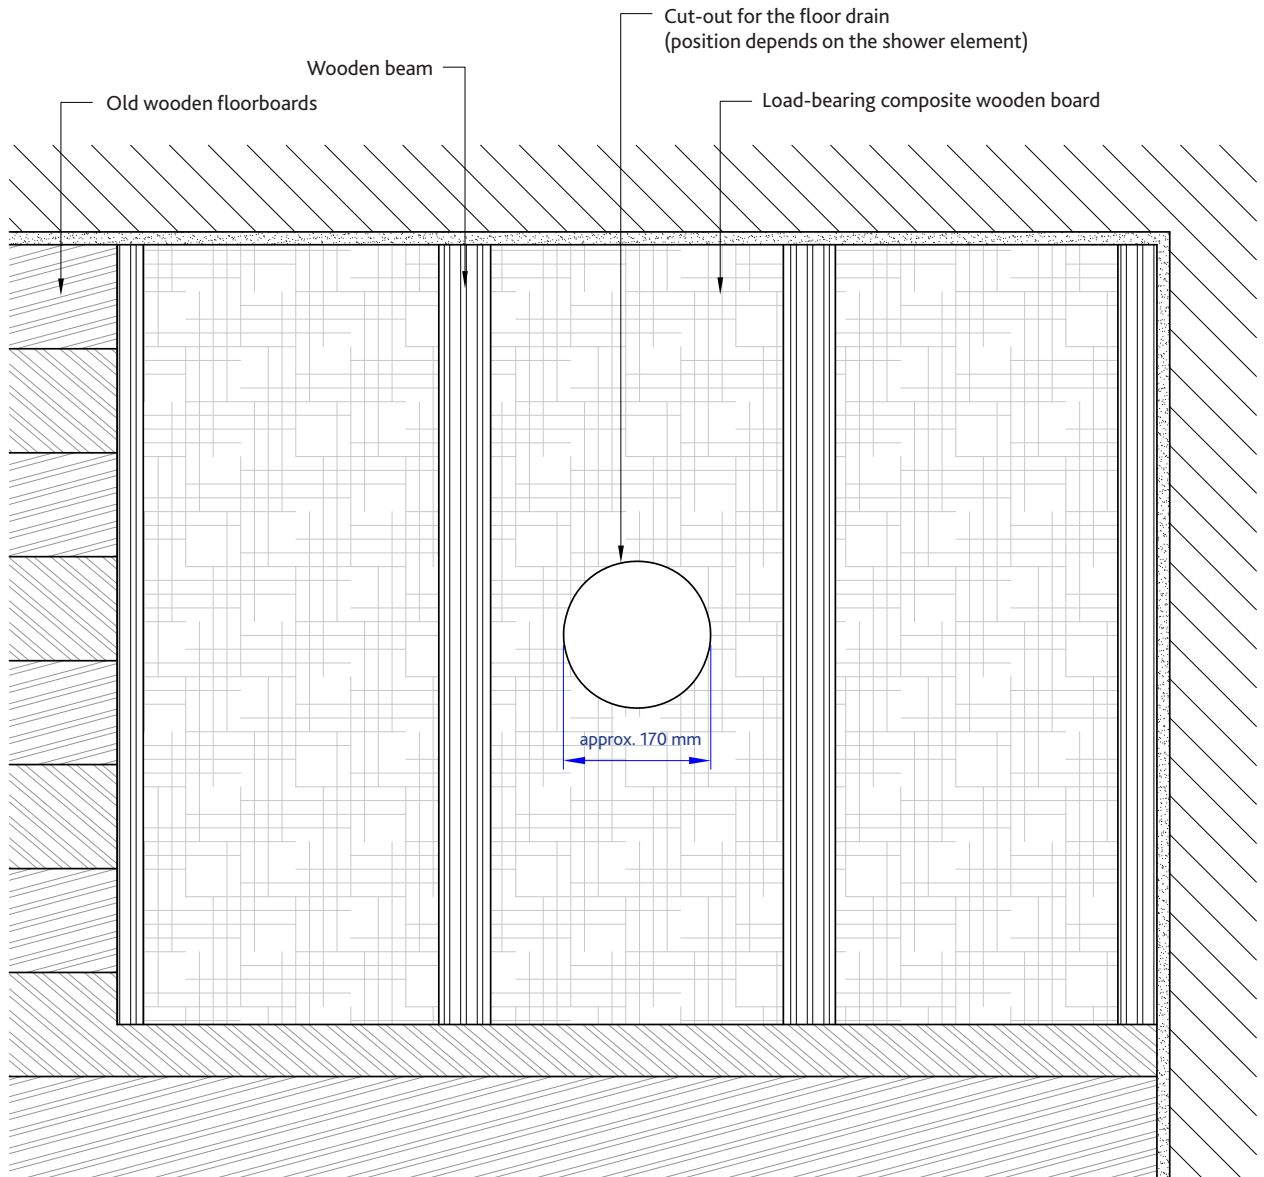 Cut-out for the floor drain
(position depends on the shower element)
Wooden beam
Old wooden floorboards
Load-bearing composite wooden board
approx. 170 mm